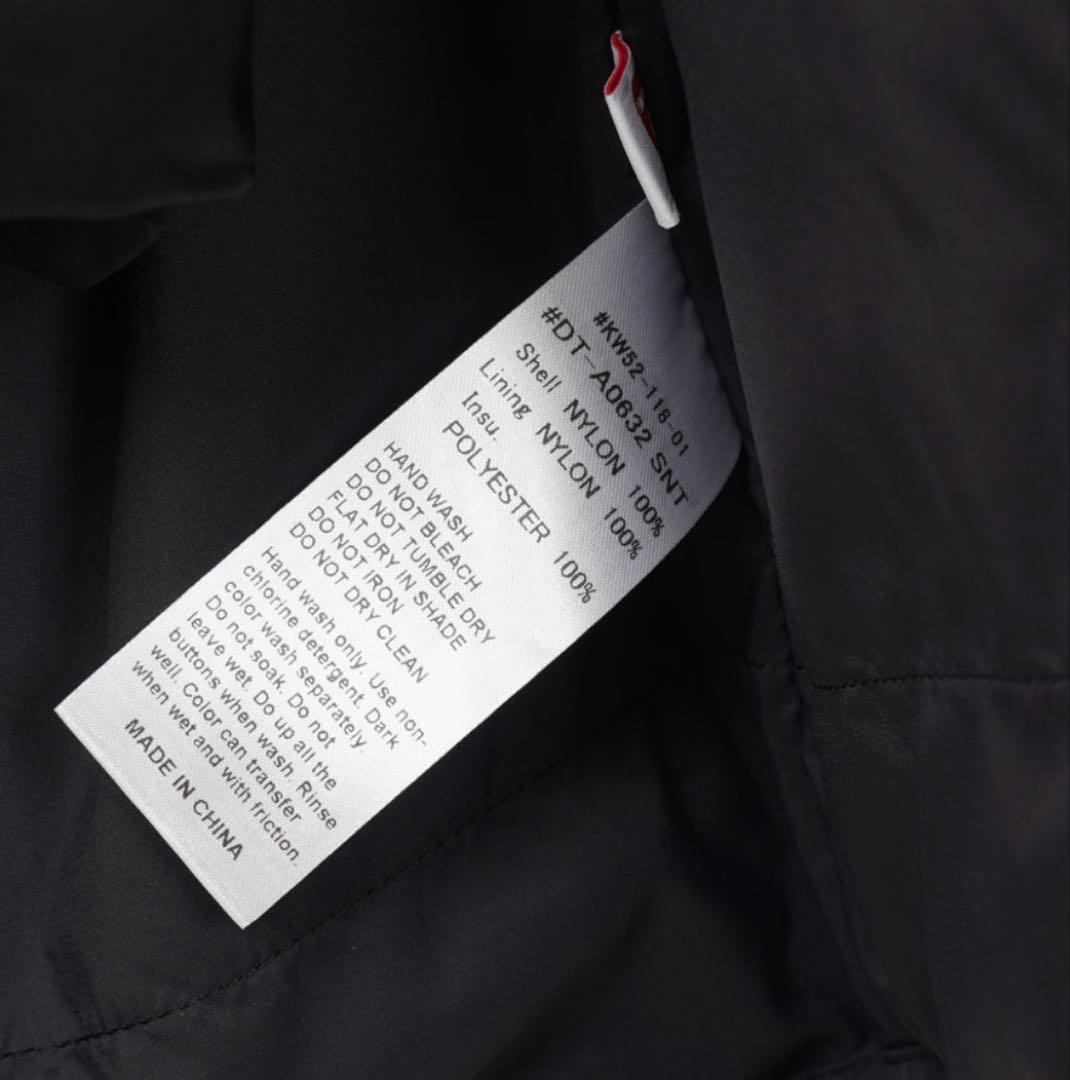 #KW52-118-01
#DT-A0632 SNT
Shell NYLON 100%
Lining NYLON 100%
Insu.
POLYESTER 100%
HAND WASH
DO NOT BLEACH
DO NOT TUMBLE DRY
FLAT DRY IN SHADE
DO NOT IRON
DO NOT DRY CLEAN
Hand wash only. Use non-
chlorine detergent. Dark
color wash separately.
Do not soak. Do not
leave wet. Do up all the
buttons when wash. Rinse
well. Color can transfer
when wet and with friction.
MADE IN CHINA